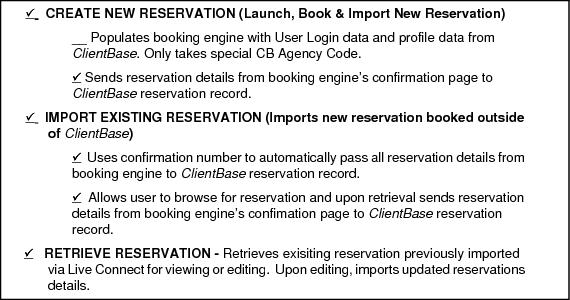 ✓ CREATE NEW RESERVATION (Launch, Book & Import New Reservation)
__ Populates booking engine with User Login data and profile data from
ClientBase. Only takes special CB Agency Code.
✓ Sends reservation details from booking engine's confirmation page to
ClientBase reservation record.
✓ IMPORT EXISTING RESERVATION (Imports new reservation booked outside
of ClientBase)
✓ Uses confirmation number to automatically pass all reservation details from
booking engine to ClientBase reservation record.
✓ Allows user to browse for reservation and upon retrieval sends reservation
details from booking engine's confimation page to ClientBase reservation
record.
✓ RETRIEVE RESERVATION - Retrieves exisiting reservation previously imported
via Live Connect for viewing or editing. Upon editing, imports updated reservations
details.